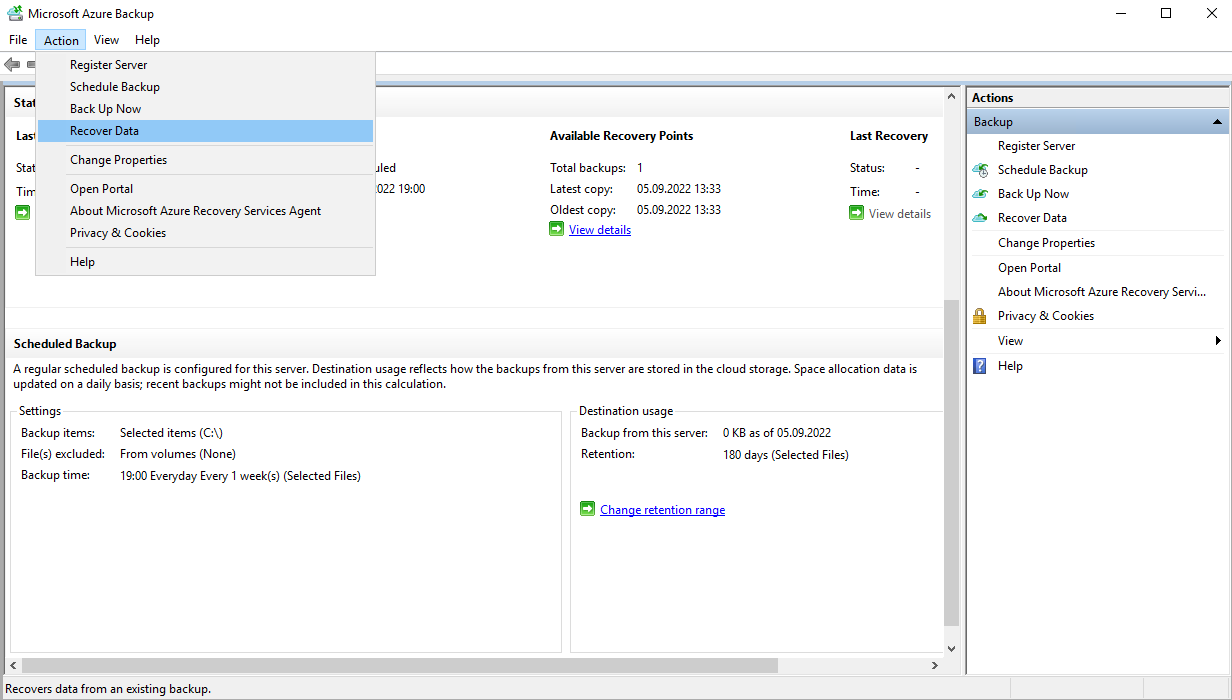 Microsoft Azure Backup
File Action View Help
Register Server
Schedule Backup
Back Up Now
Recover Data
Change Properties
Open Portal
About Microsoft Azure Recovery Services Agent
Privacy & Cookies
Help
Available Recovery Points
Total backups: 1
Latest copy: 05.09.2022 13:33
Oldest copy: 05.09.2022 13:33
View details
Last Recovery
Status: -
Time: -
View details
Scheduled Backup
A regular scheduled backup is configured for this server. Destination usage reflects how the backups from this server are stored in the cloud storage. Space allocation data is
updated on a daily basis; recent backups might not be included in this calculation.
Settings
Backup items: Selected items (C:\)
File(s) excluded: From volumes (None)
Backup time: 19:00 Everyday Every 1 week(s) (Selected Files)
Destination usage
Backup from this server: 0 KB as of 05.09.2022
Retention: 180 days (Selected Files)
Change retention range
Actions
Backup
Register Server
Schedule Backup
Back Up Now
Recover Data
Change Properties
Open Portal
About Microsoft Azure Recovery Servi...
Privacy & Cookies
View
Help
Recovers data from an existing backup.